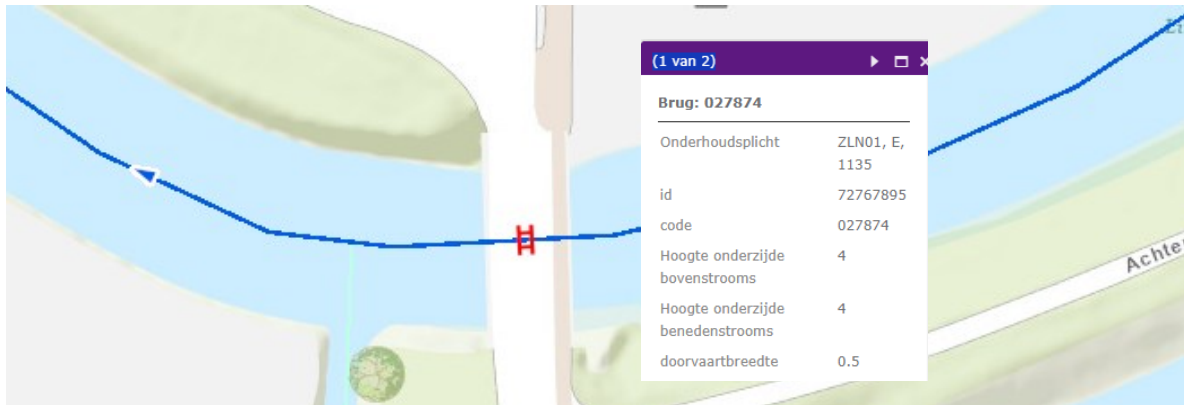 (1 van 2)
Brug: 027874
Onderhoudsplicht ZLN01, E,
1135
id 72767895
code 027874
Hoogte onderzijde 4
bovenstrooms
Hoogte onderzijde 4
benedenstrooms
doorvaartbreedte 0.5
Achter